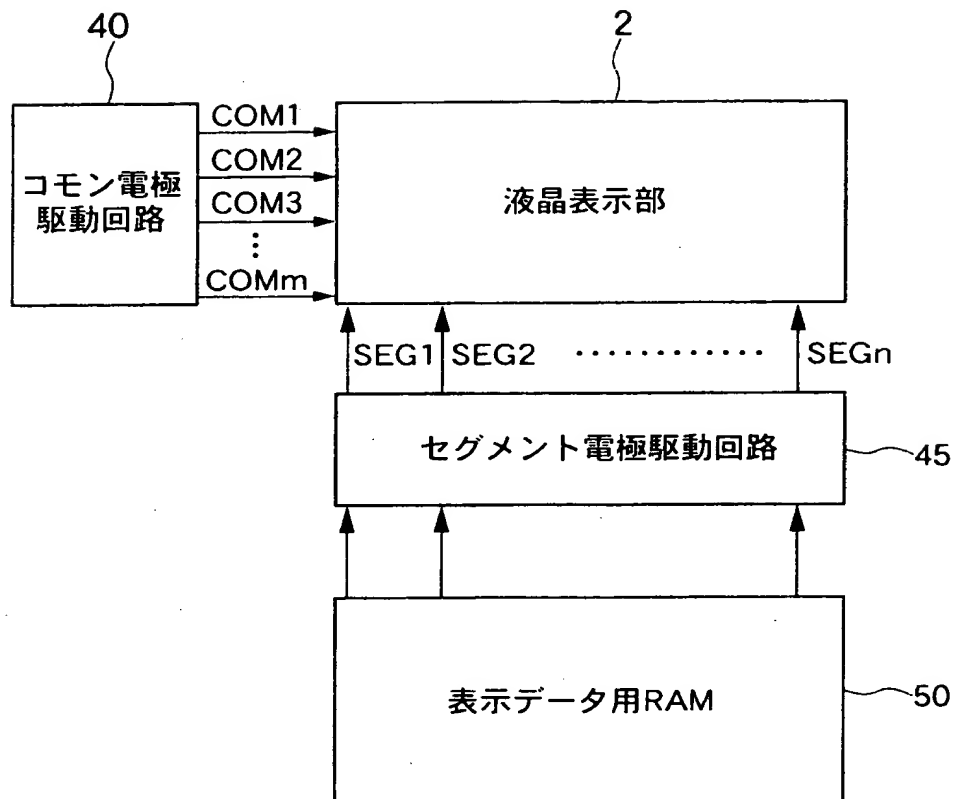 40
2
COM1
COM2
COM3
COMm
コモン電極
駆動回路
液晶表示部
SEG1
SEG2
............
SEGn
セグメント電極駆動回路
45
表示データ用RAM
50